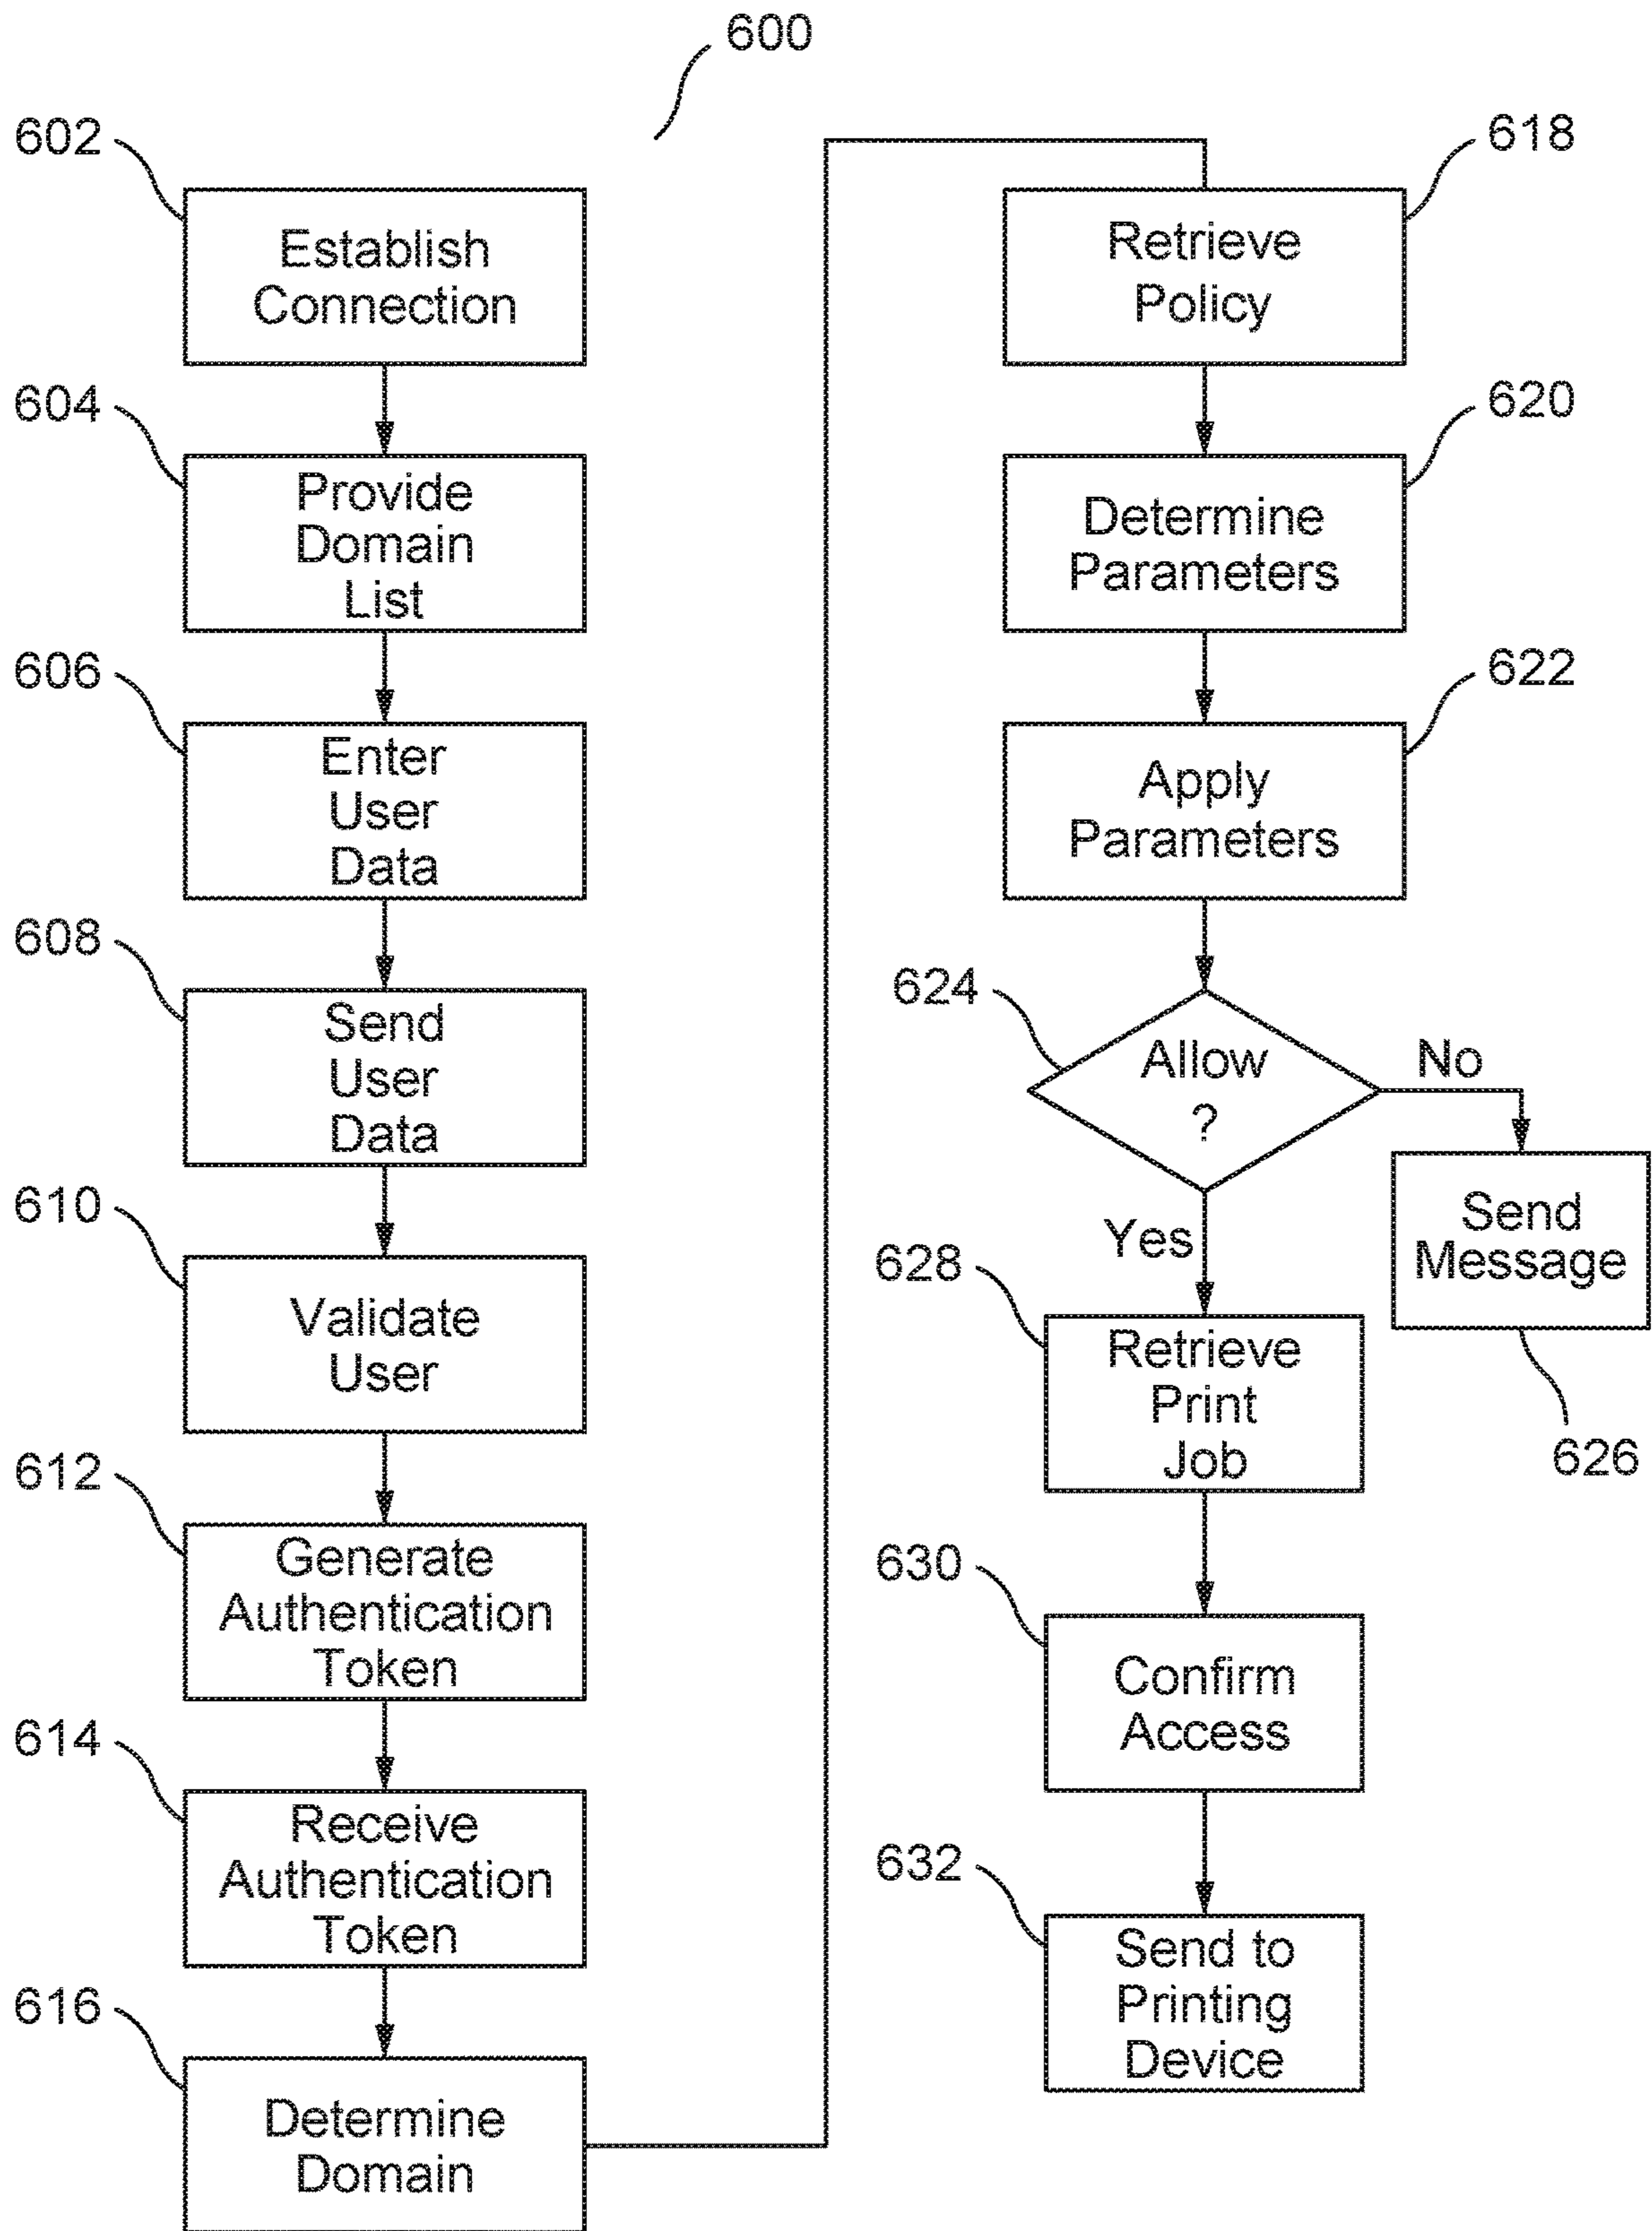 600
602
Establish
Connection
604
Provide
Domain
List
606
Enter
User
Data
608
Send
User
Data
610
Validate
User
612
Generate
Authentication
Token
614
Receive
Authentication
Token
616
Determine
Domain
618
Retrieve
Policy
620
Determine
Parameters
622
Apply
Parameters
624
Allow
?
No
Send
Message
626
Yes
628
Retrieve
Print
Job
630
Confirm
Access
632
Send to
Printing
Device